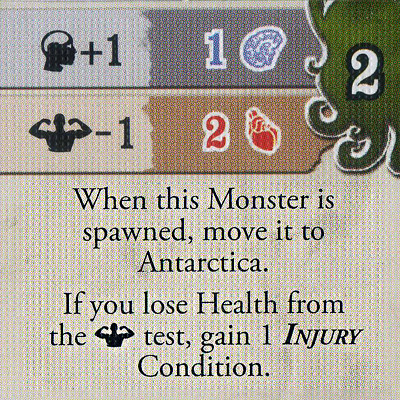 +1 1
2
-1 2
When this Monster is
spawned, move it to
Antarctica.
If you lose Health from
the test, gain 1 INJURY
Condition.